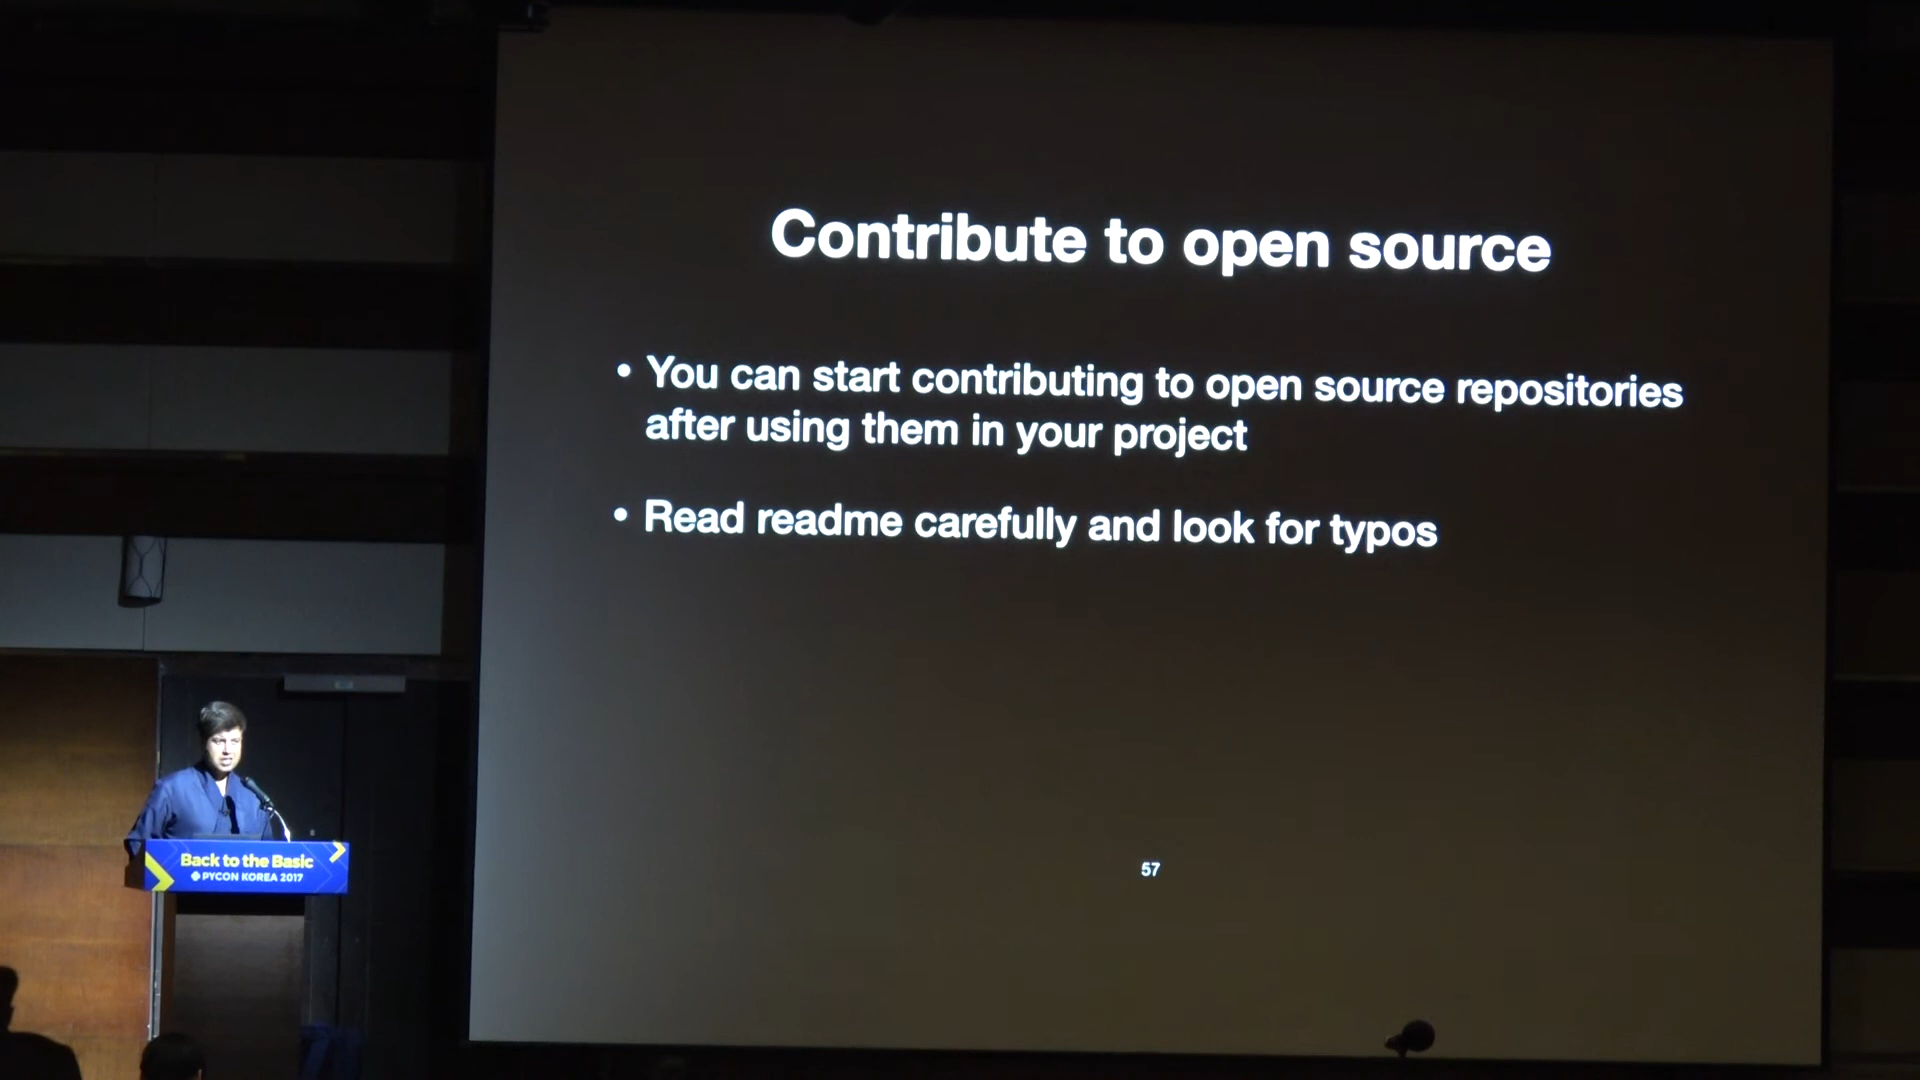 Contribute to open source
• You can start contributing to open source repositories
after using them in your project
• Read readme carefully and look for typos
57
Back to the Basic
PYCON KOREA 2017